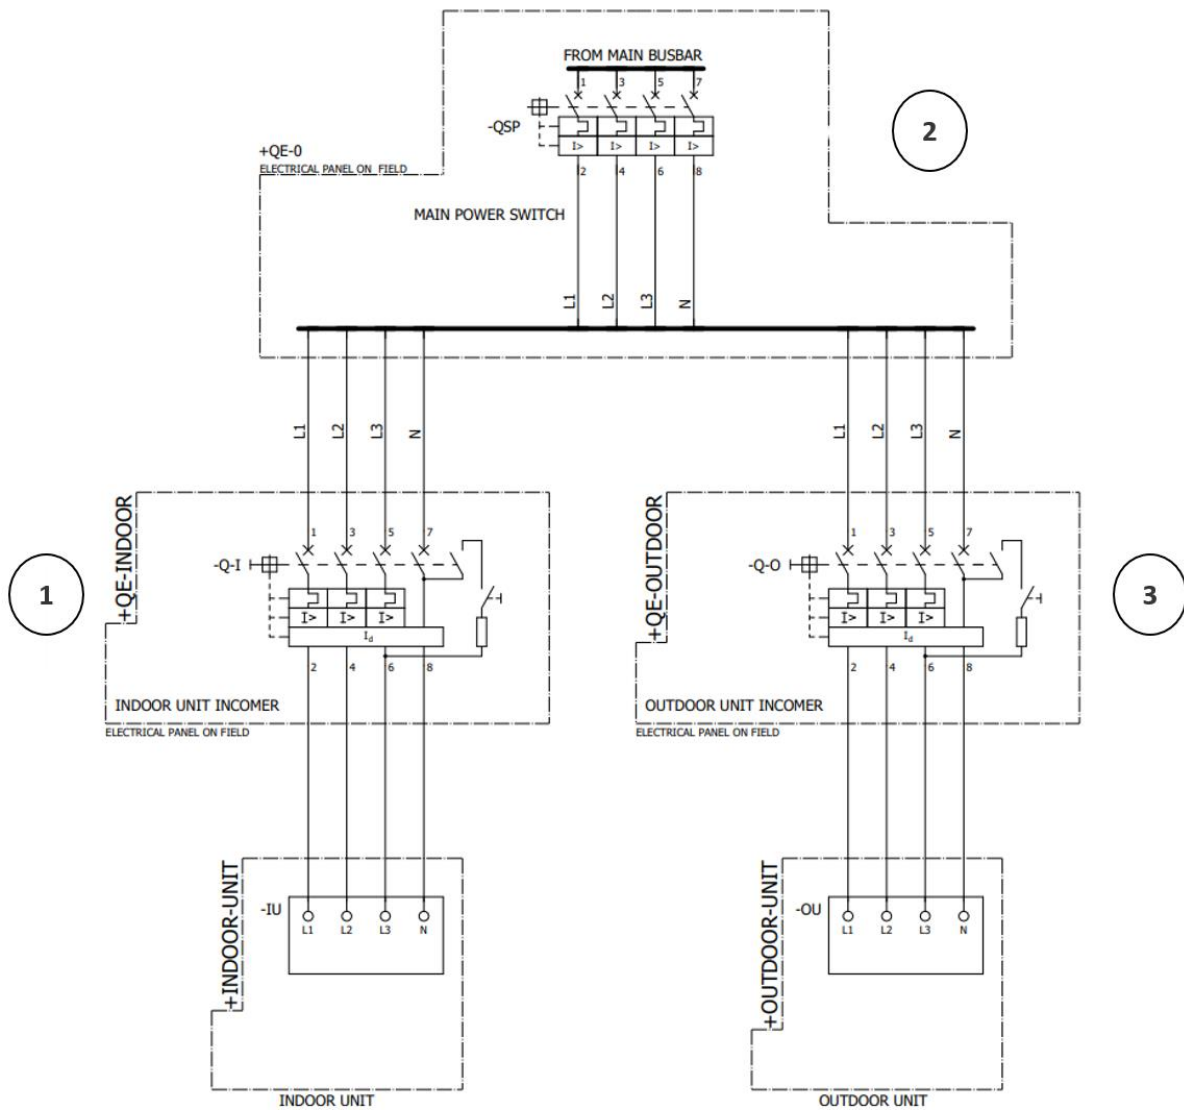 FROM MAIN BUSBAR
1 3 5 7
-QSP
I> I> I> I>
2 4 6 8
2
+QE-0
ELECTRICAL PANEL ON FIELD
MAIN POWER SWITCH
L1 L2 L3 N
L1 L2 L3 N
L1 L2 L3 N
+QE-INDOOR
1 3 5 7
-Q-I
I> I> I>
Id
2 4 6 8
1
INDOOR UNIT INCOMER
ELECTRICAL PANEL ON FIELD
+QE-OUTDOOR
1 3 5 7
-Q-O
I> I> I>
Id
2 4 6 8
3
OUTDOOR UNIT INCOMER
ELECTRICAL PANEL ON FIELD
+INDOOR-UNIT
-IU
L1 L2 L3 N
INDOOR UNIT
+OUTDOOR-UNIT
-OU
L1 L2 L3 N
OUTDOOR UNIT